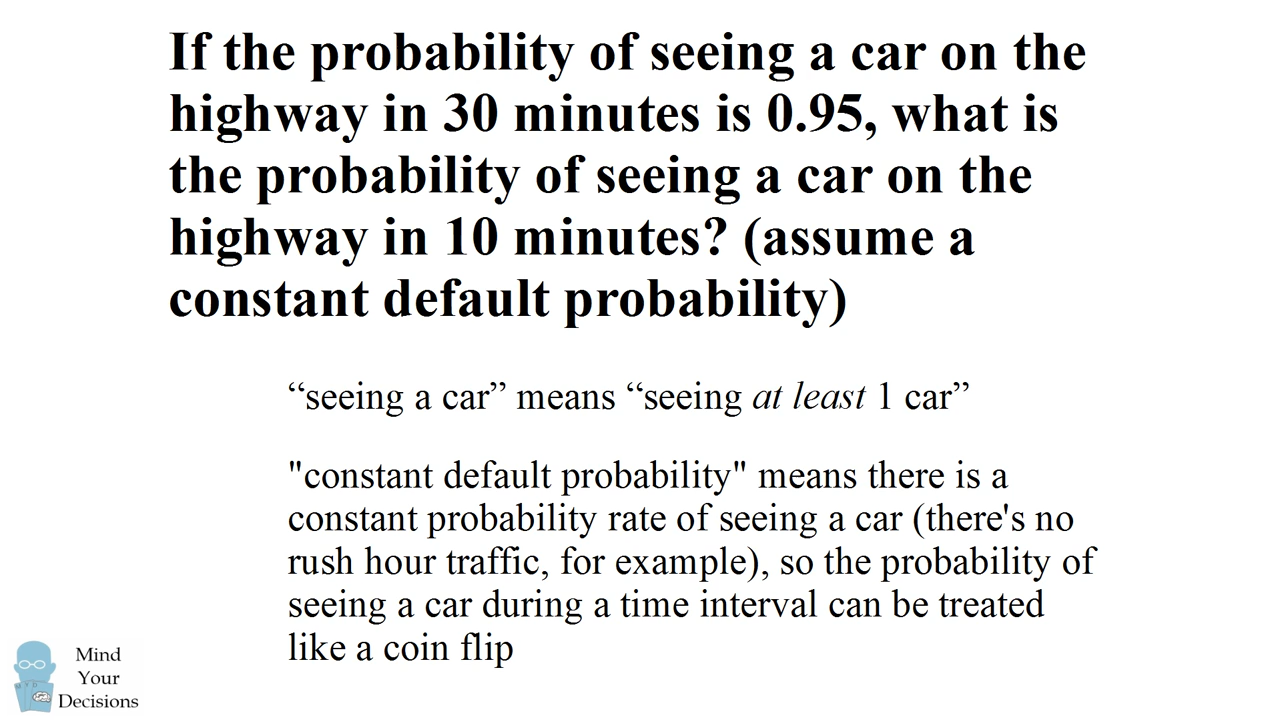 If the probability of seeing a car on the
highway in 30 minutes is 0.95, what is
the probability of seeing a car on the
highway in 10 minutes? (assume a
constant default probability)
“seeing a car” means “seeing at least 1 car”
"constant default probability" means there is a
constant probability rate of seeing a car (there's no
rush hour traffic, for example), so the probability of
seeing a car during a time interval can be treated
like a coin flip
Mind
Your
Decisions